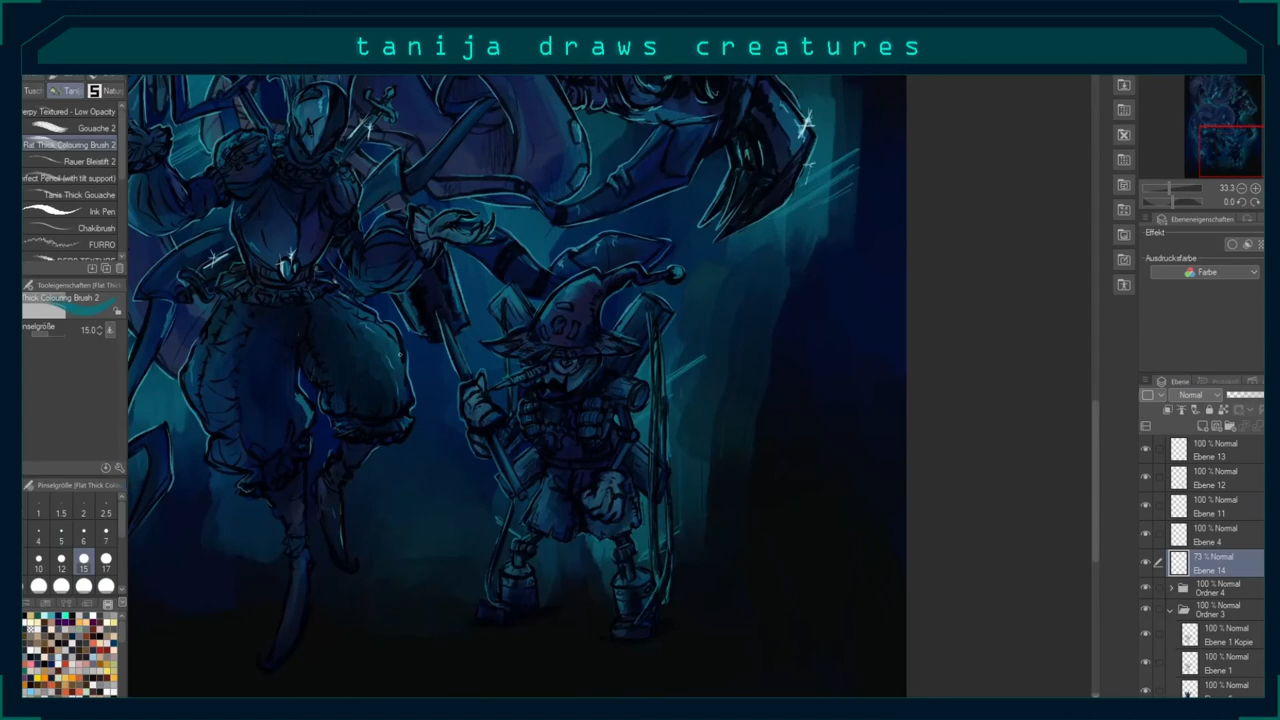 tanija draws creatures
Tusc
Tani
Natur
erpy Textured - Low Opacity
Gouache 2
Flat Thick Colouring Brush 2
Rauer Bleistift 2
rfect Pencil (with tilt support)
Tanis Thick Gouache
Ink Pen
Chakibrush
FURRO
Tooleigenschaften [Flat Thi
Thick Colouring Brush 2
nselgröße
15.0
Pinselgröße [Flat Thick Colo
1 1.5 2 2.5
4 5 6 7
10 12 15 17
33.3
0.0
Ebeneneigenschaften
Effekt
Ausdrucksfarbe
Farbe
Ebene
Normal
100 % Normal
Ebene 13
100 % Normal
Ebene 12
100 % Normal
Ebene 11
100 % Normal
Ebene 4
73 % Normal
Ebene 14
100 % Normal
Ordner 4
100 % Normal
Ordner 3
100 % Normal
Ebene 1 Kopie
100 % Normal
Ebene 1
100 % Normal